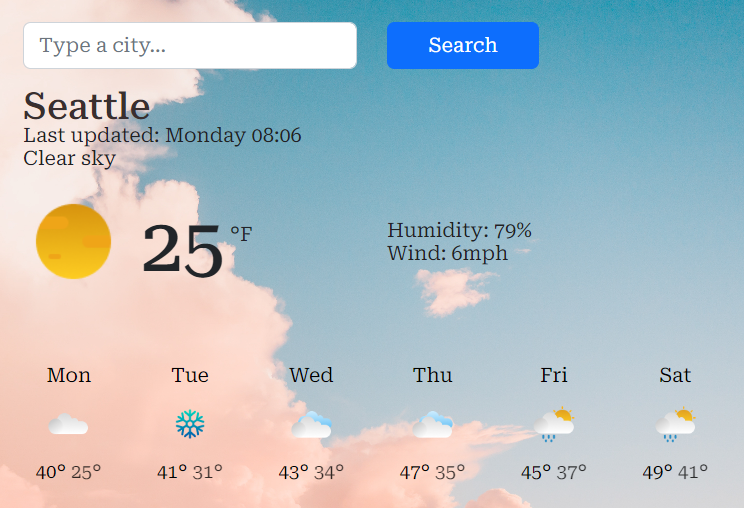 Type a city...
Search
Seattle
Last updated: Monday 08:06
Clear sky
25 °F
Humidity: 79%
Wind: 6mph
Mon Tue Wed Thu Fri Sat
40° 25° 41° 31° 43° 34° 47° 35° 45° 37° 49° 41°